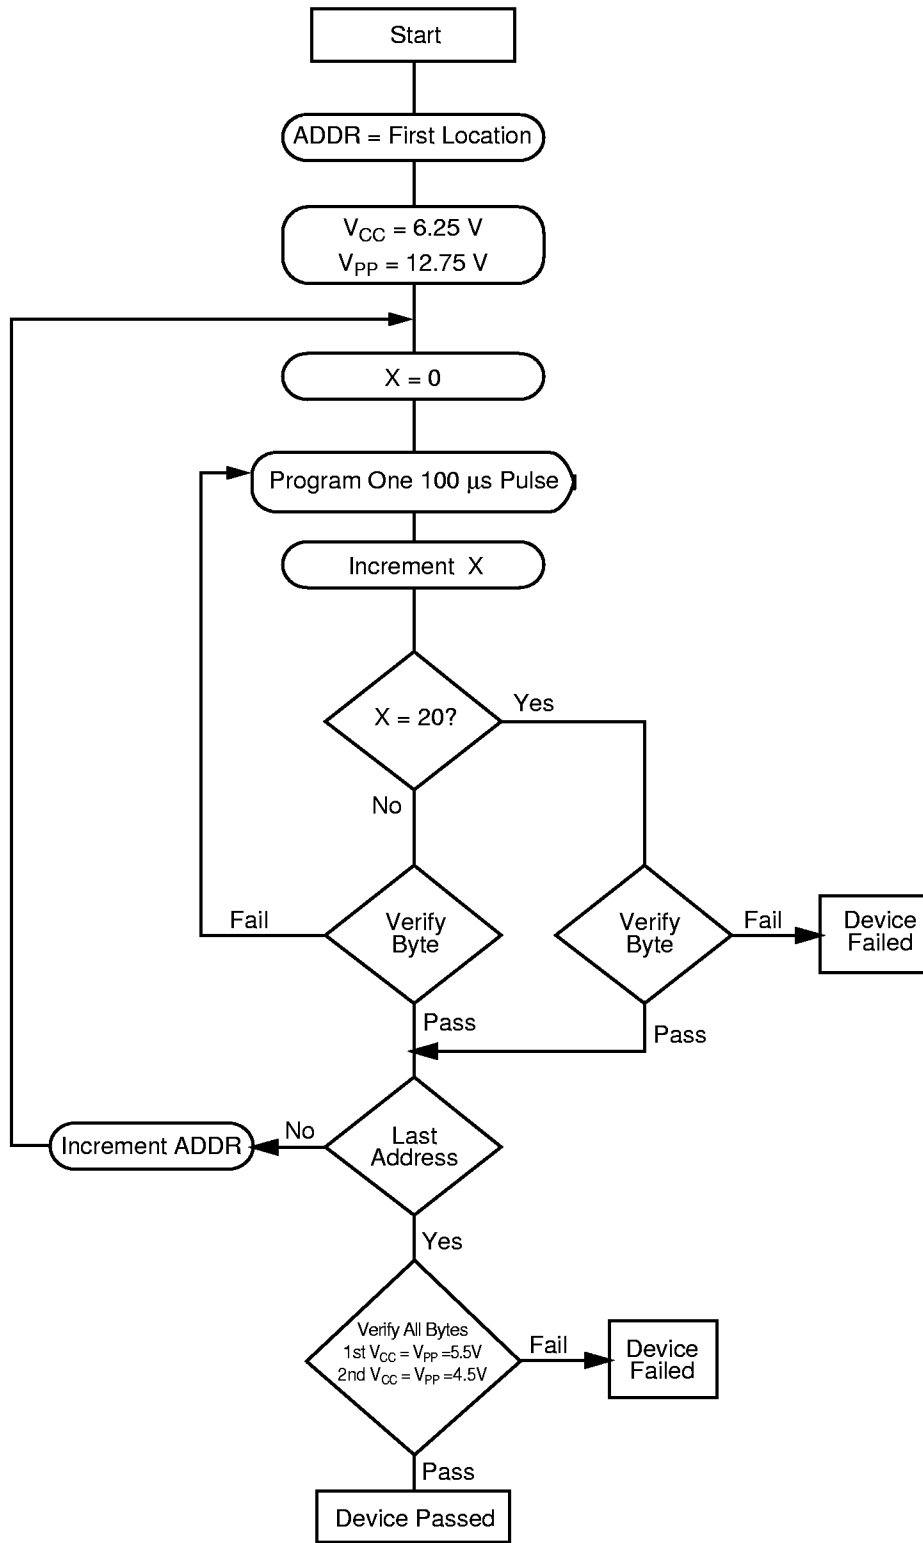 Start
ADDR = First Location
VCC = 6.25 V
VPP = 12.75 V
X = 0
Program One 100 µs Pulse
Increment X
X = 20?
Yes
No
Fail
Verify
Byte
Verify
Byte
Fail
Device
Failed
Pass
Pass
Increment ADDR
No
Last
Address
Yes
Verify All Bytes
1st VCC = VPP =5.5V
2nd VCC = VPP =4.5V
Fail
Device
Failed
Pass
Device Passed